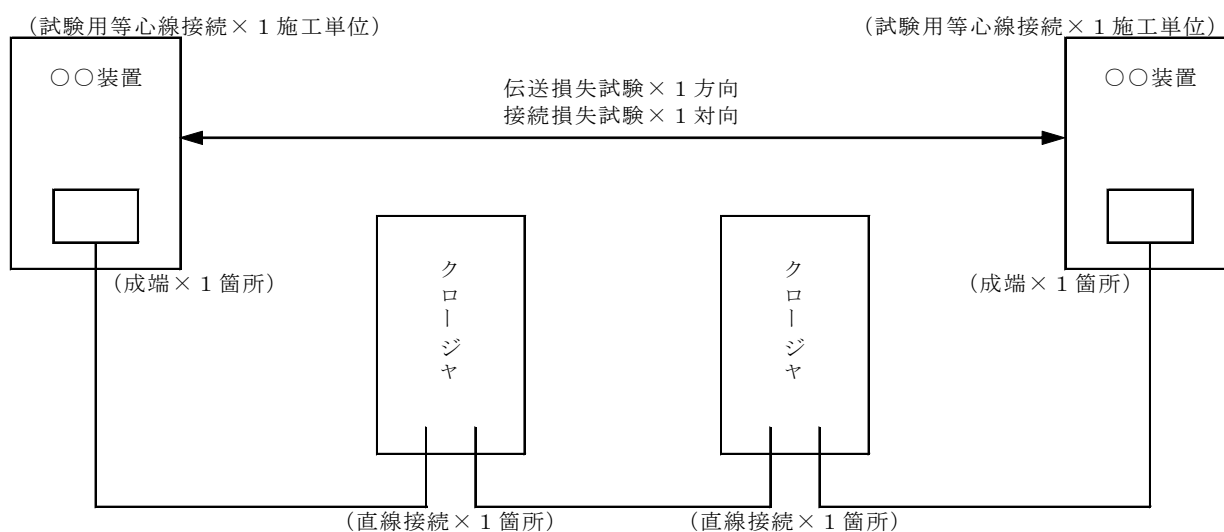 （試験用等心線接続×１施工単位）
（試験用等心線接続×１施工単位）
○○装置
○○装置
伝送損失試験×１方向
接続損失試験×１対向
（成端×１箇所）
クロージャ
クロージャ
（成端×１箇所）
（直線接続×１箇所）
（直線接続×１箇所）